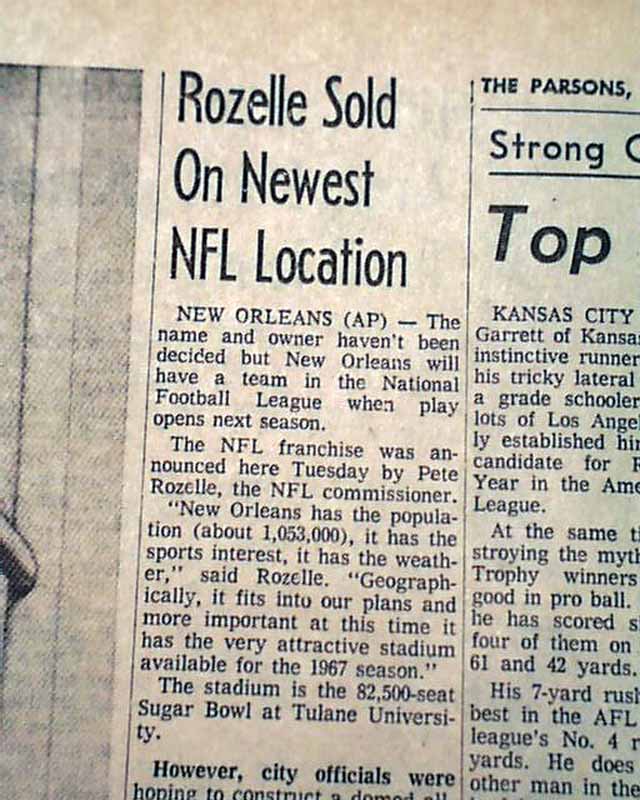 Rozelle Sold
On Newest
NFL Location
NEW ORLEANS (AP) — The
name and owner haven't been
decided but New Orleans will
have a team in the National
Football League when play
opens next season.
The NFL franchise was an-
nounced here Tuesday by Pete
Rozelle, the NFL commissioner.
"New Orleans has the popula-
tion (about 1,053,000), it has the
sports interest, it has the weath-
er," said Rozelle. "Geograph-
ically, it fits into our plans and
more important at this time it
has the very attractive stadium
available for the 1967 season."
The stadium is the 82,500-seat
Sugar Bowl at Tulane Universi-
ty.
However, city officials were
hoping to construct a domed
THE PARSONS,
Strong
Top
KANSAS CITY
Garrett of Kansa
instinctive runner
his tricky lateral
a grade schooler
lots of Los Angel
ly established hi
candidate for
Year in the Ame
League.
At the same ti
stroying the myth
Trophy winners
good in pro ball.
he has scored s
four of them on
61 and 42 yards.
His 7-yard rush
best in the AFL
league's No. 4 r
yards. He does
other man in the